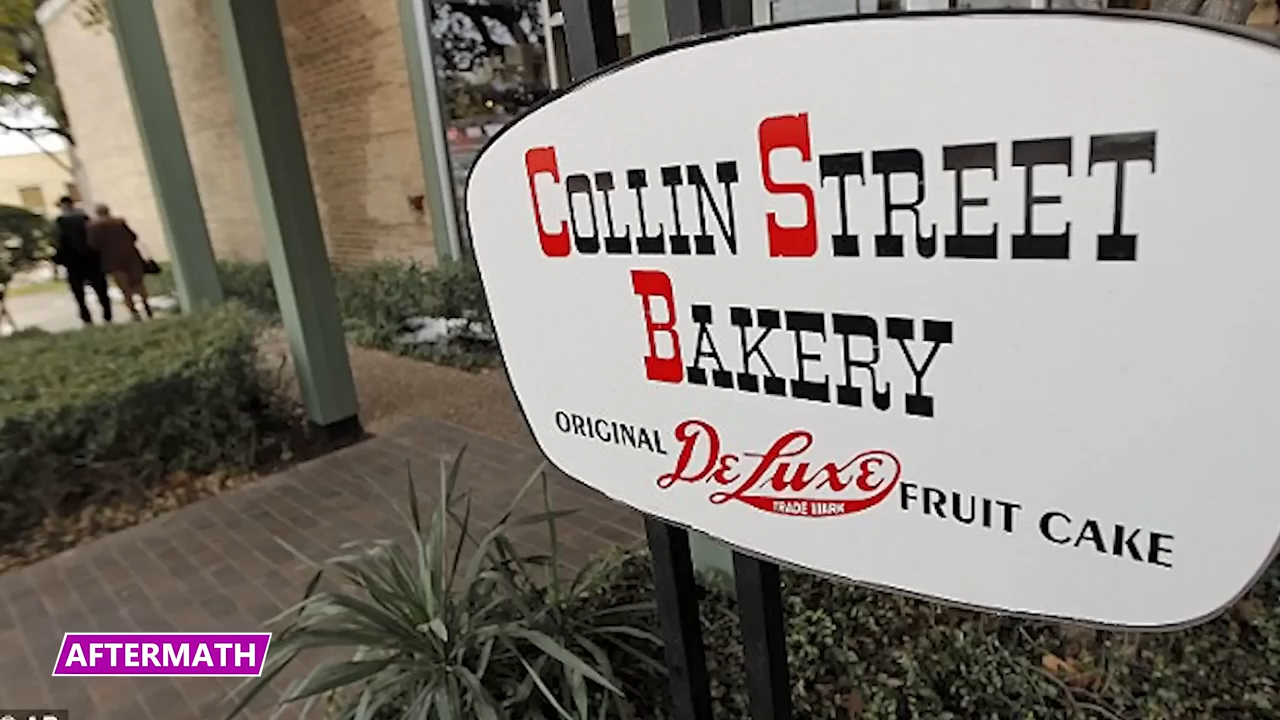 COLLIN STREET
BAKERY
ORIGINAL DeLuxe FRUIT CAKE
TRADE MARK
AFTERMATH